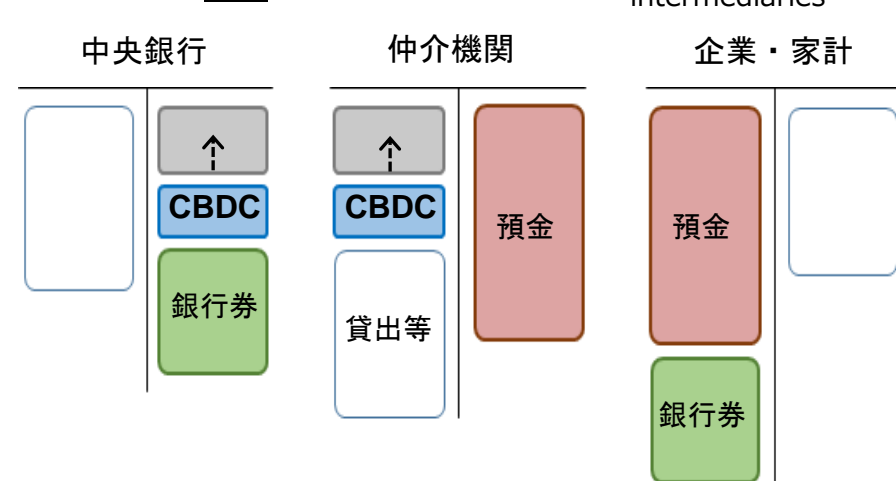 intermediaries
中央銀行
仲介機関
企業・家計
CBDC
銀行券
CBDC
貸出等
預金
預金
銀行券